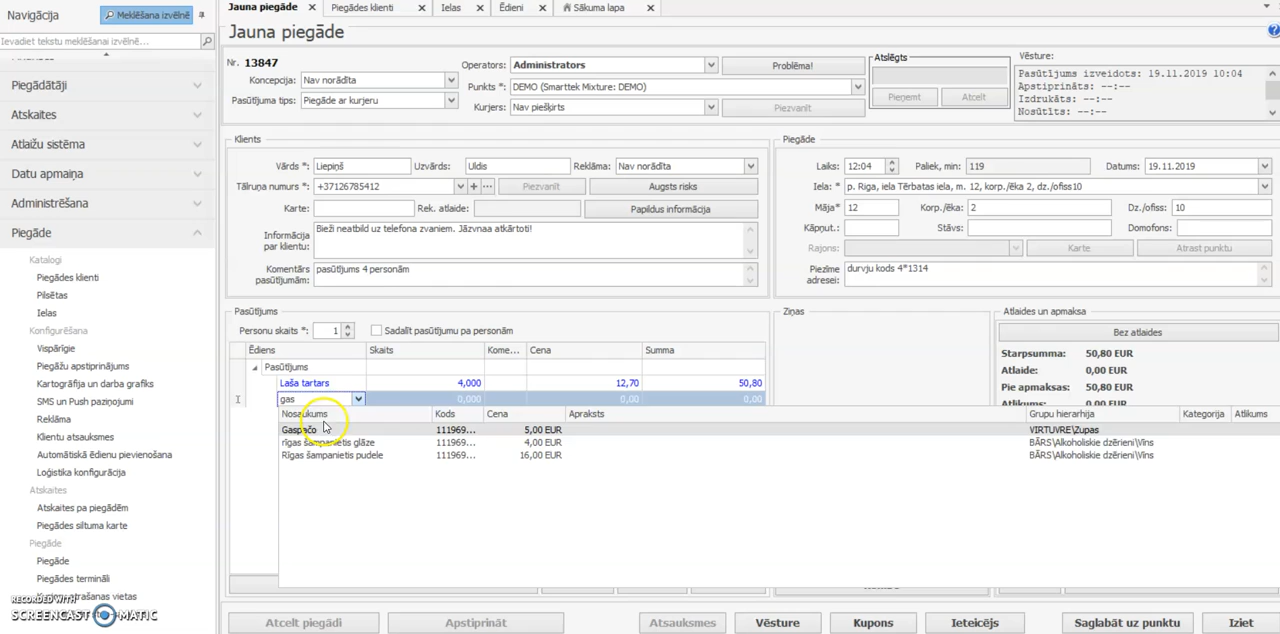 Navigācija
Meklēšana izvēlnē
Ievadiet tekstu meklēšanai izvēlnē...
Piegādātāji
Atskaites
Atlaižu sistēma
Datu apmaiņa
Administrēšana
Piegāde
Katalogi
Piegādes klienti
Pilsētas
Ielas
Konfigurēšana
Vispārīgie
Piegāžu apstiprinājums
Kartogrāfija un darba grafiks
SMS un Push paziņojumi
Reklāma
Klientu atsauksmes
Automātiskā ēdienu pievienošana
Loģistika konfigurācija
Atskaites
Atskaites pa piegādēm
Piegādes siltuma karte
Piegāde
Piegāde
Piegādes termināli
RECORDED WITH
SCREENCAST-O-MATIC
Jauna piegāde
Piegādes klienti
Ielas
Ēdieni
Sākuma lapa
Jauna piegāde
Nr. 13847
Koncepcija: Nav norādīta
Pasūtījuma tips: Piegāde ar kurjeru
Operators: Administrators
Punkts *: DEMO (Smarttek Mixture: DEMO)
Kurjers: Nav piešķirts
Problēma!
Piezvanīt
Atslēgts
Pieņemt
Atcelt
Vēsture:
Pasūtījums izveidots: 19.11.2019 10:04
Apstiprināts: --:--
Izdrukāts: --:--
Nosūtīts: --:--
Klients
Vārds *: Liepiņš
Uzvārds: Uldis
Reklāma: Nav norādīta
Tālruņa numurs *: +37126785412
Piezvanīt
Augsts risks
Karte:
Rek. atlaide:
Papildus informācija
Informācija par klientu: Bieži neatbild uz telefona zvaniem. Jāzvnaa atkārtoti!
Komentārs pasūtījumām: pasūtījums 4 personām
Piegāde
Laiks: 12:04
Paliek, min: 119
Datums: 19.11.2019
Iela: * p. Riga, iela Tērbatas iela, m. 12, korp./ēka 2, dz./ofiss10
Māja* 12
Korp./ēka: 2
Dz./ofiss: 10
Kāpņut.:
Stāvs:
Domofons:
Rajons:
Karte
Atrast punktu
Piezīme adresei: durvju kods 4*1314
Pasūtījums
Personu skaits *: 1
Sadalīt pasūtījumu pa personām
Ēdiens Skaits Kome... Cena Summa
Pasūtījums
Laša tartars 4,000 12,70 50,80
gas 0,000 0,00 0,00
Nosaukums Kods Cena Apraksts Grupu hierarhija Kategorija Atlikums
Gaspačo 111969... 5,00 EUR VIRTUVRE\Zupas
rīgas šampanietis glāze 111969... 4,00 EUR BĀRS\Alkoholiskie dzērieni\Vīns
Rīgas šampanietis pudele 111969... 16,00 EUR BĀRS\Alkoholiskie dzērieni\Vīns
Ziņas
Atlaides un apmaksa
Bez atlaides
Starpsumma: 50,80 EUR
Atlaide: 0,00 EUR
Pie apmaksas: 50,80 EUR
Atlikums: 0,00 EUR
Atcelt piegādi
Apstiprināt
Atsauksmes
Vēsture
Kupons
Ieteicējs
Saglabāt uz punktu
Iziet